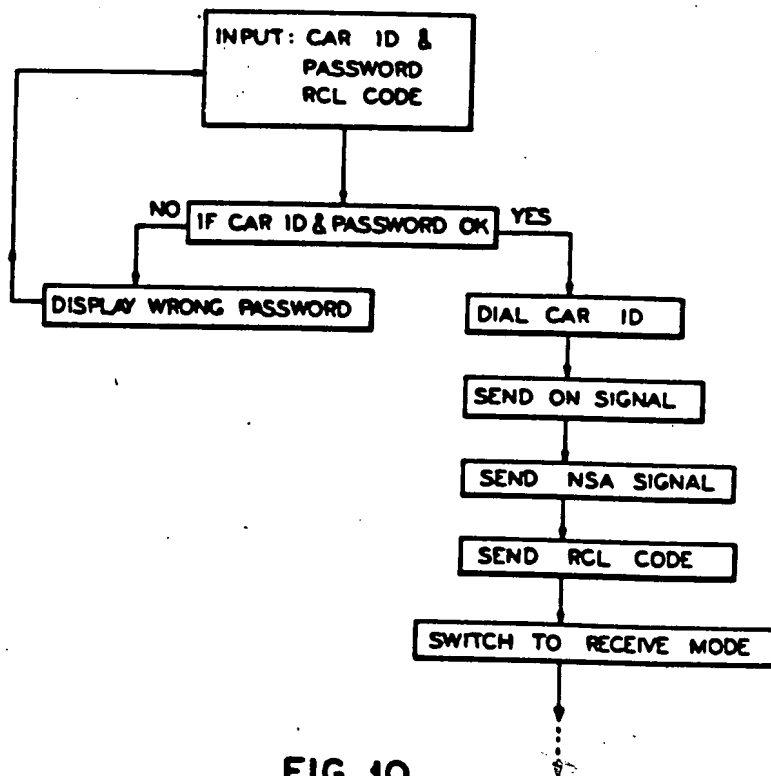 INPUT: CAR ID &
PASSWORD
RCL CODE
NO
IF CAR ID & PASSWORD OK
YES
DISPLAY WRONG PASSWORD
DIAL CAR ID
SEND ON SIGNAL
SEND NSA SIGNAL
SEND RCL CODE
SWITCH TO RECEIVE MODE
FIG. 10